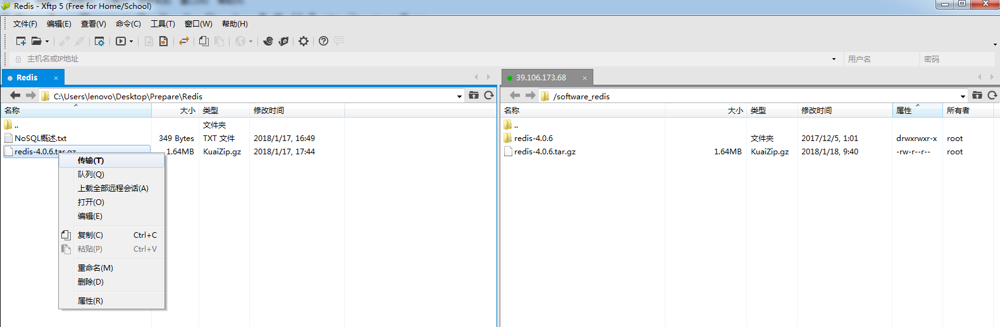 Redis - Xftp 5 (Free for Home/School)
文件(F) 编辑(E) 查看(V) 命令(C) 工具(T) 窗口(W) 帮助(H)
主机名或IP地址 用户名 密码
Redis × 39.106.173.68 ×
C:\Users\lenovo\Desktop\Prepare\Redis
/software_redis
名称 大小 类型 修改时间
.. 文件夹
NoSQL概述.txt 349 Bytes TXT 文件 2018/1/17, 16:49
redis-4.0.6.tar.gz 1.64MB KuaiZip.gz 2018/1/17, 17:44
传输(T)
队列(Q)
上载全部远程会话(A)
打开(O)
编辑(E)
复制(C) Ctrl+C
粘贴(P) Ctrl+V
重命名(M)
删除(D)
属性(R)
名称 大小 类型 修改时间 属性 所有者
..
redis-4.0.6 文件夹 2017/12/5, 1:01 drwxrwxr-x root
redis-4.0.6.tar.gz 1.64MB KuaiZip.gz 2018/1/18, 9:40 -rw-r--r-- root